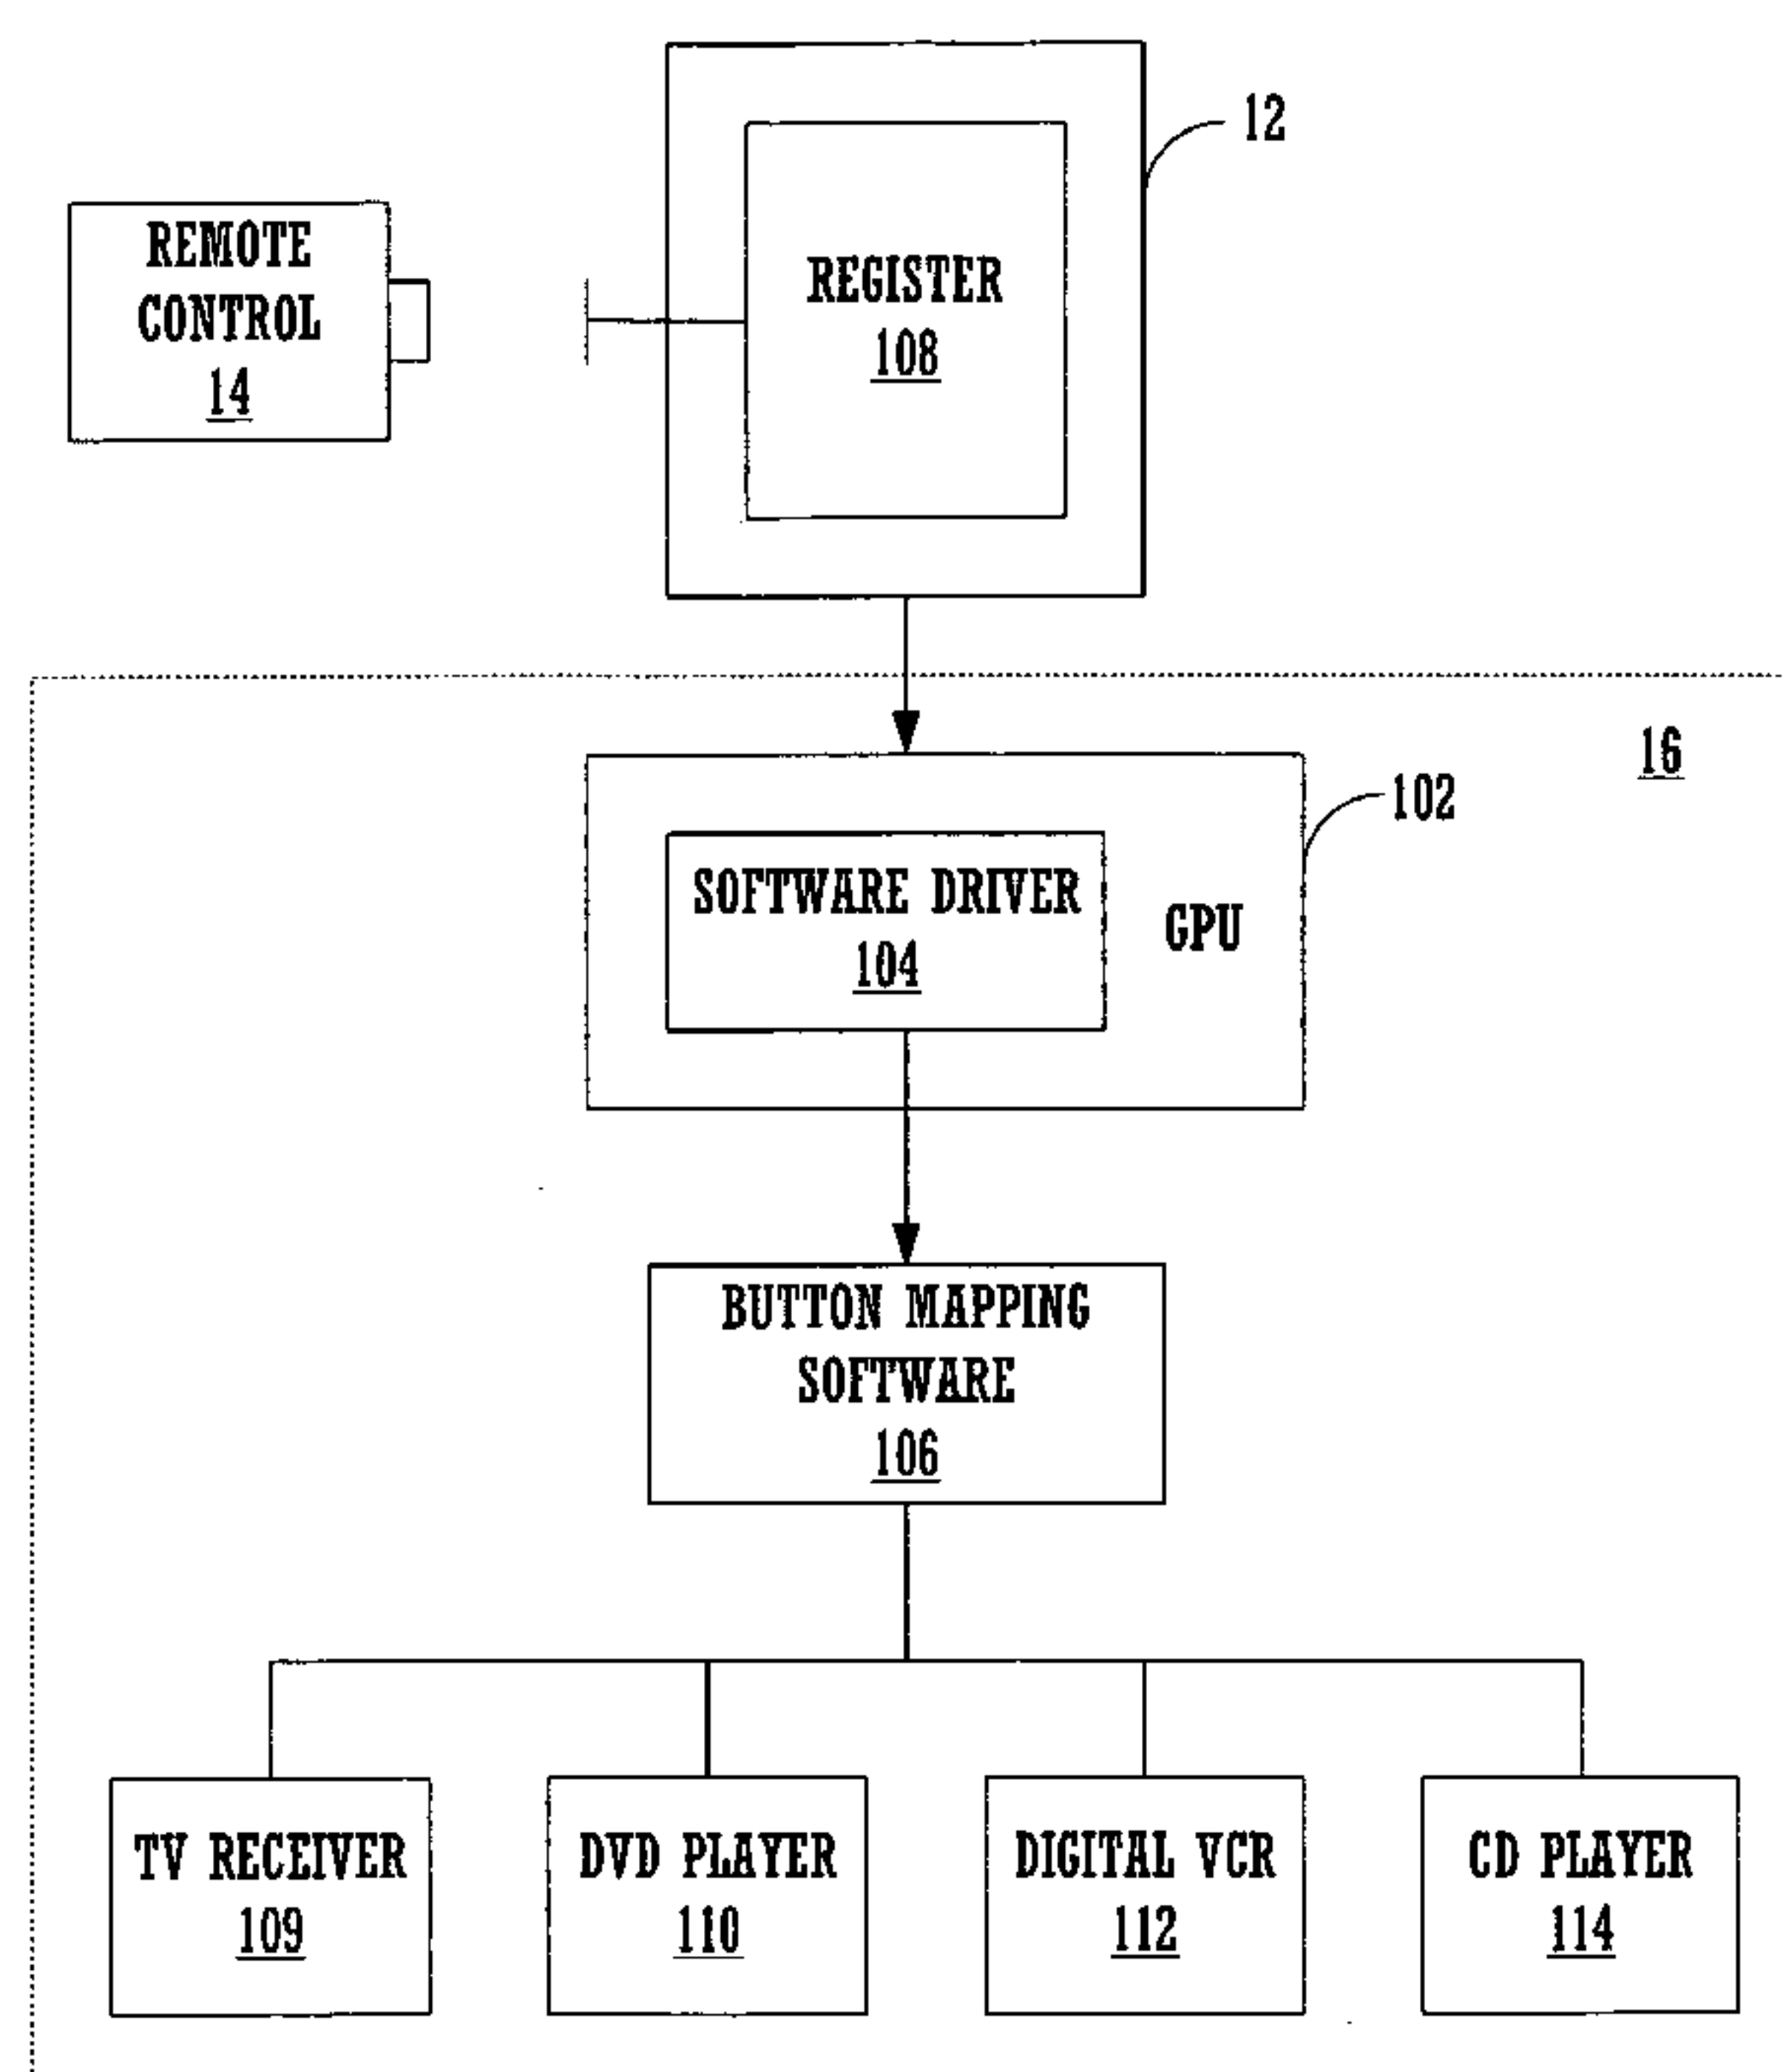 12
REMOTE
CONTROL
14
REGISTER
108
16
102
SOFTWARE DRIVER
104
GPU
BUTTON MAPPING
SOFTWARE
106
TV RECEIVER
109
DVD PLAYER
110
DIGITAL VCR
112
CD PLAYER
114